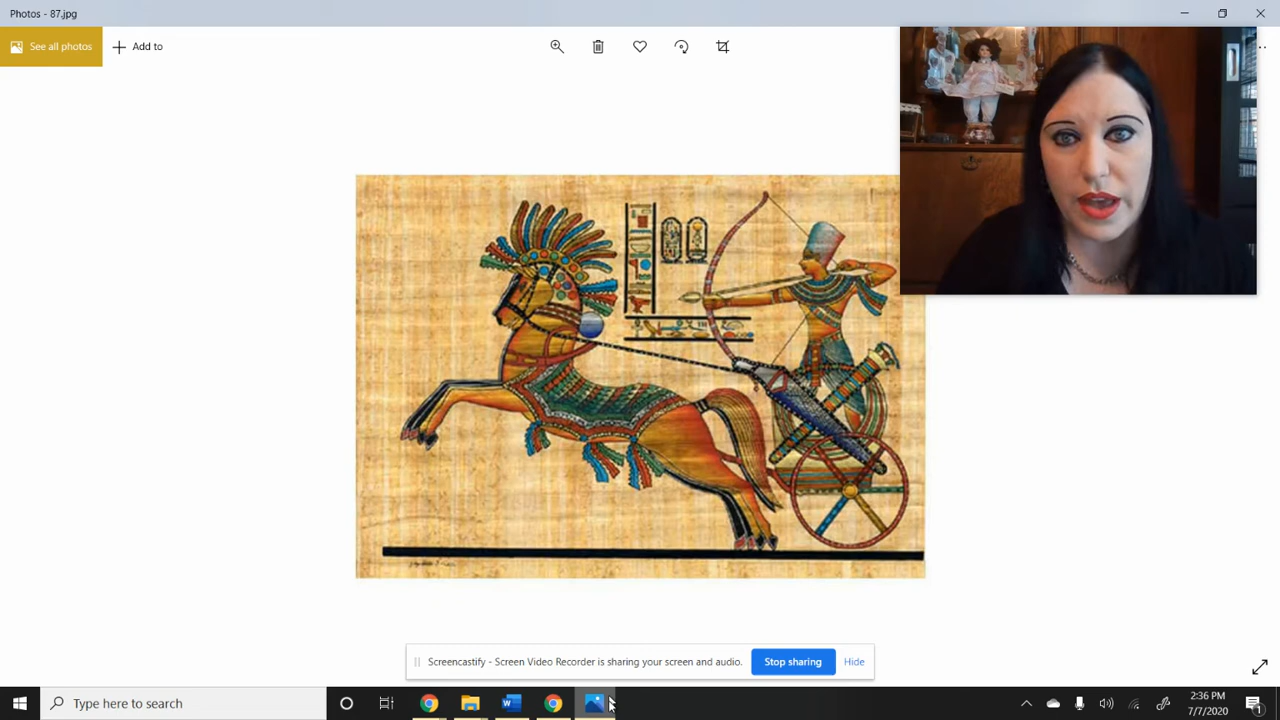 Photos - 87.jpg
See all photos
Add to
Screencastify - Screen Video Recorder is sharing your screen and audio.
Stop sharing
Hide
Type here to search
2:36 PM
7/7/2020
1